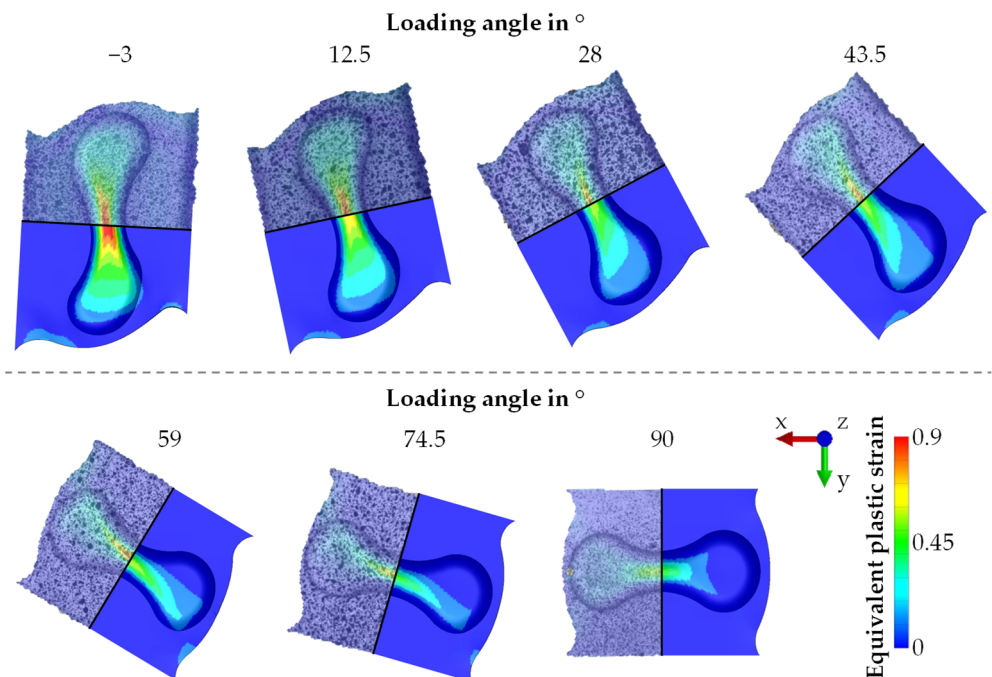 Loading angle in °
−3 12.5 28 43.5
Loading angle in °
59 74.5 90
x z
y
Equivalent plastic strain
0.9
0.45
0